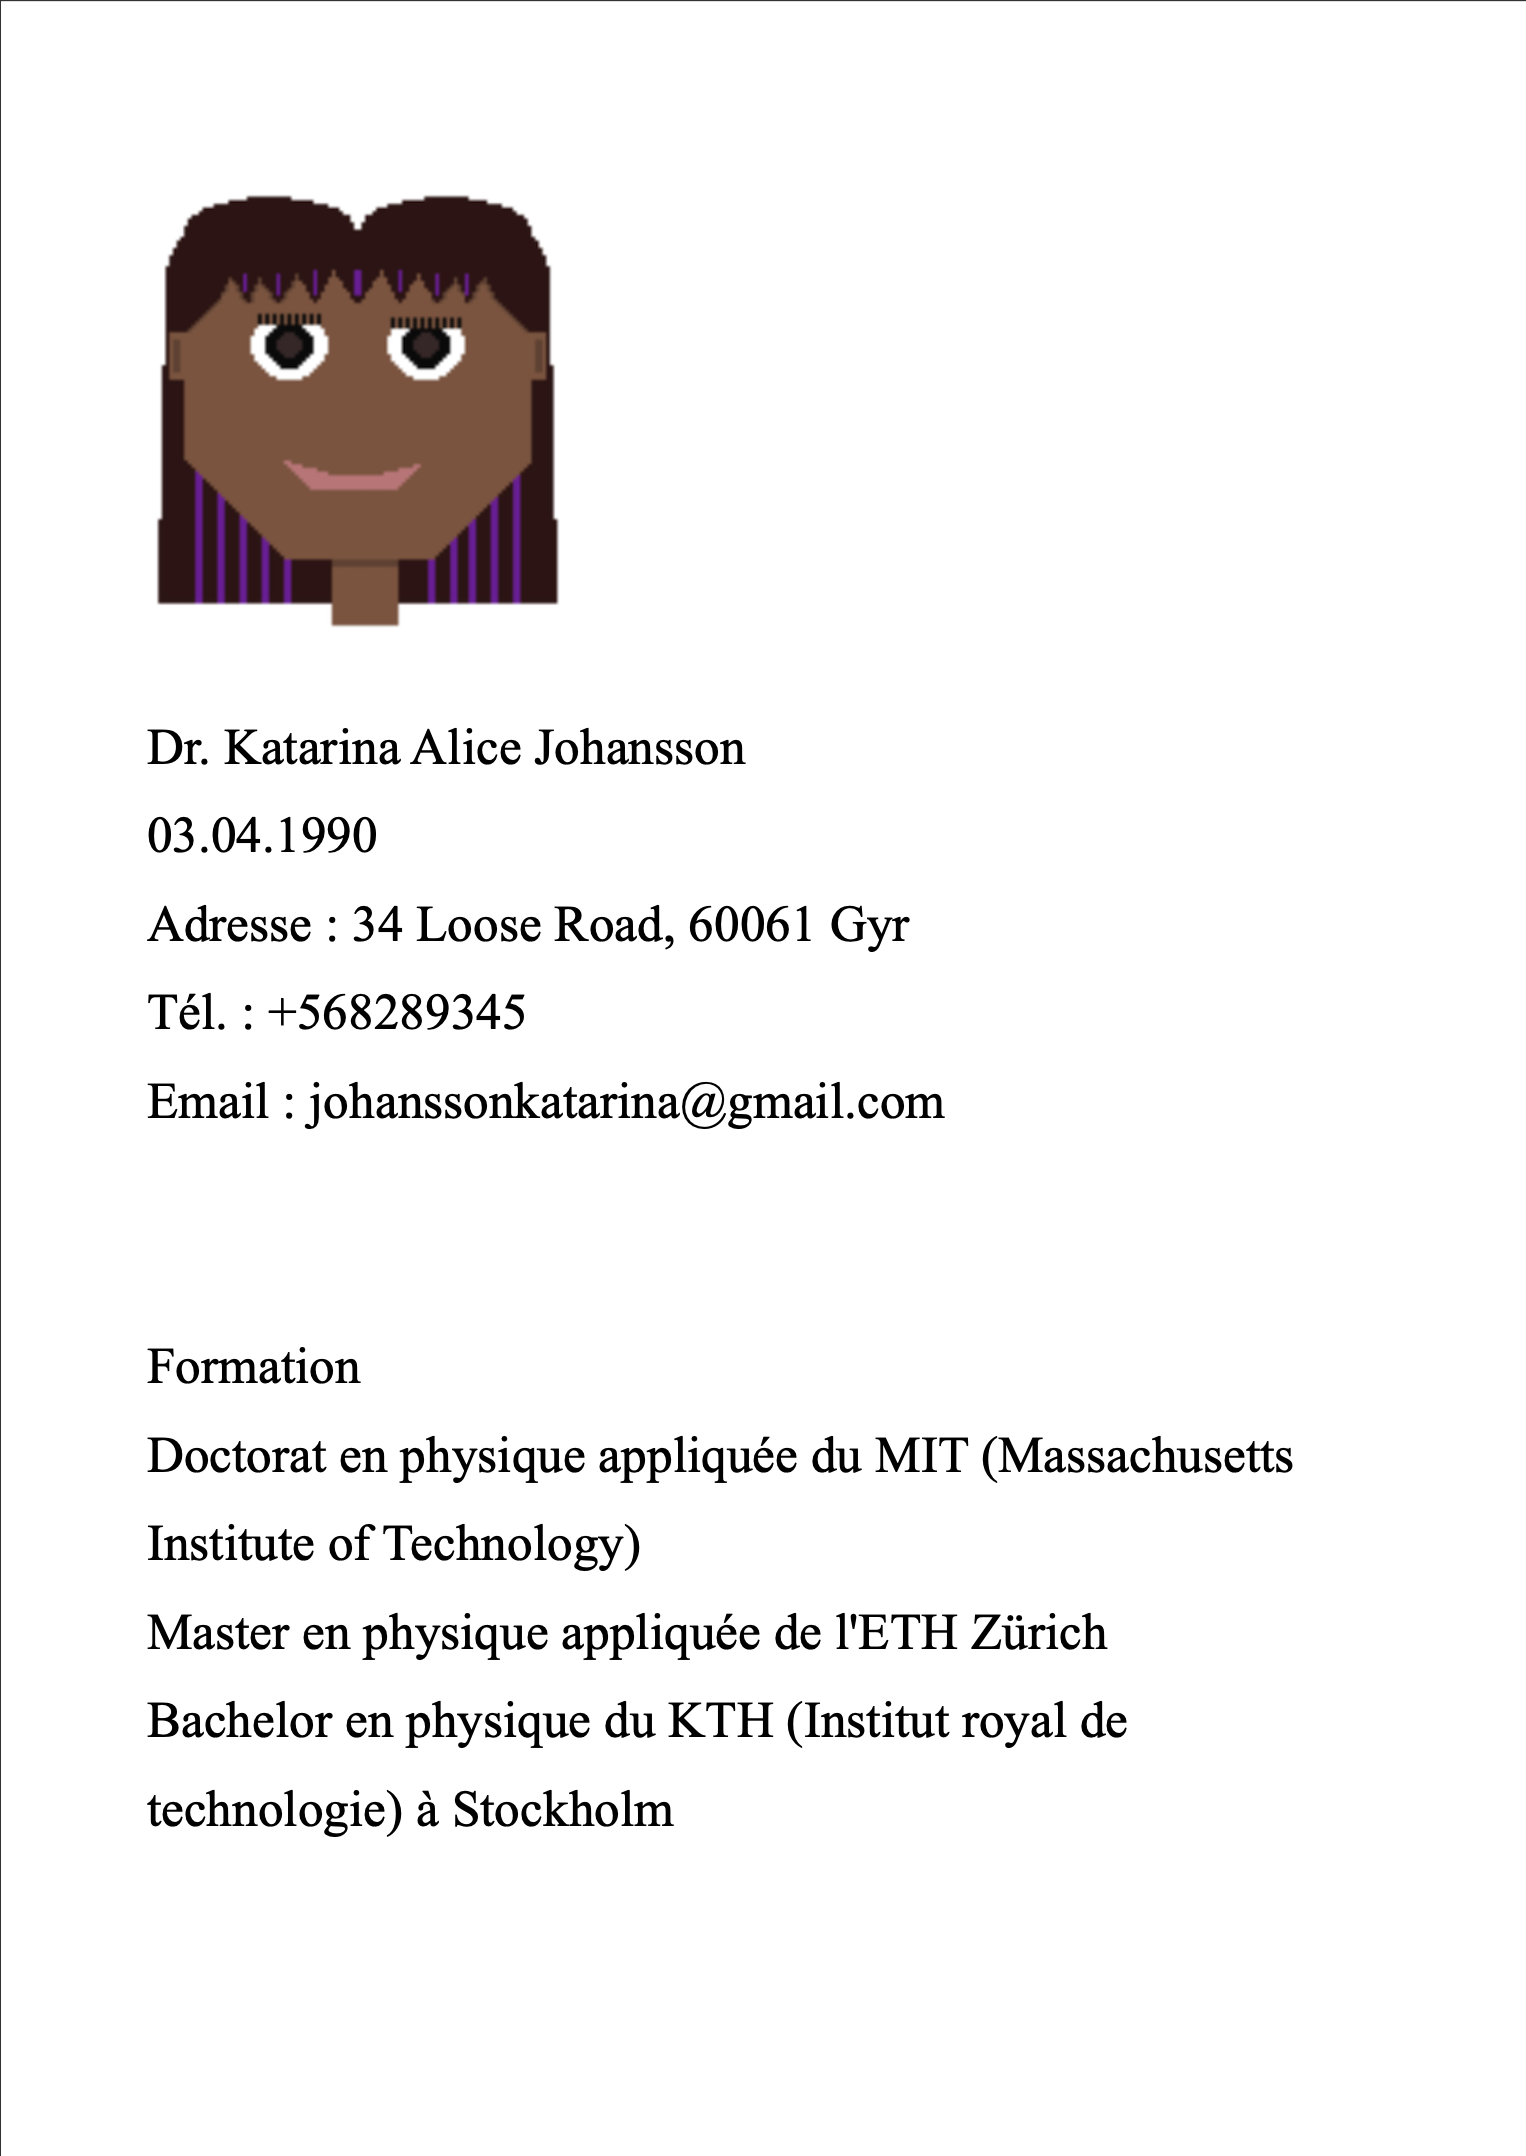 Dr. Katarina Alice Johansson
03.04.1990
Adresse : 34 Loose Road, 60061 Gyr
Tél. : +568289345
Email : johanssonkatarina@gmail.com
Formation
Doctorat en physique appliquée du MIT (Massachusetts
Institute of Technology)
Master en physique appliquée de l'ETH Zürich
Bachelor en physique du KTH (Institut royal de
technologie) à Stockholm